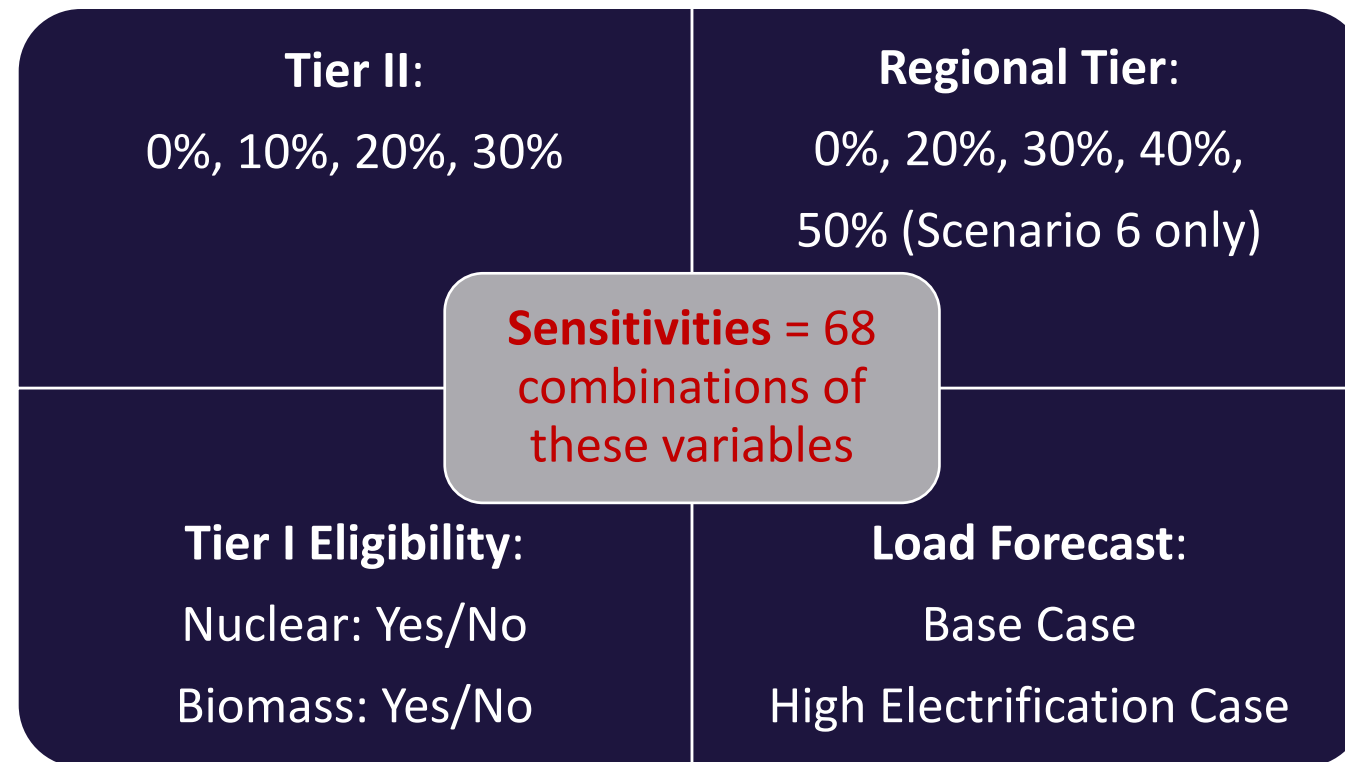 Tier II:
0%, 10%, 20%, 30%
Regional Tier:
0%, 20%, 30%, 40%,
50% (Scenario 6 only)
Sensitivities = 68
combinations of
these variables
Tier I Eligibility:
Nuclear: Yes/No
Biomass: Yes/No
Load Forecast:
Base Case
High Electrification Case